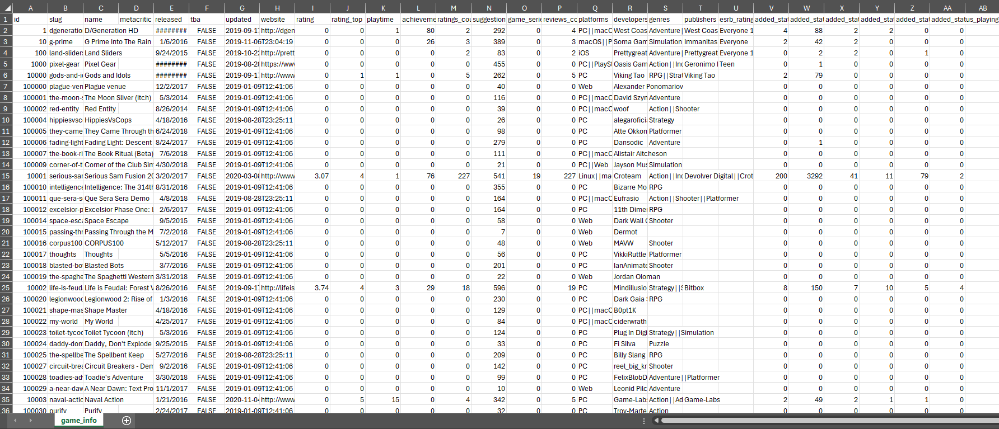 A B C D E F G H I J K L M N O P Q R S T U V W X Y Z AA AB
1 id slug name metacritic released tba updated website rating rating_top playtime achieveme ratings_cou suggestion game_serie reviews_co platforms developers genres publishers esrb_rating added_stat added_stat added_stat added_stat added_stat added_status_playing
2 1 dgeneratio D/Generation HD ######## FALSE 2019-09-17 http://dgen 0 0 1 80 2 292 0 4 PC||macO West Coas Adventure| West Coas Everyone 1 4 88 2 2 0 0
3 10 g-prime G Prime Into The Rain 1/6/2016 FALSE 2019-11-06T23:04:19 0 0 0 26 3 389 0 3 macOS||P Soma Gam Simulation Immanitas Everyone 2 42 2 0 0 0
4 100 land-sliders Land Sliders 9/24/2015 FALSE 2019-10-22 http://prett 0 0 0 0 2 83 0 2 iOS Prettygreat Adventure| Prettygreat Everyone 1 0 2 2 0 1 0
5 1000 pixel-gear Pixel Gear ######## FALSE 2019-08-28 https://www 0 0 0 0 0 455 0 0 PC||PlaySt Oasis Gam Action||Inc Geronimo I Teen 0 1 0 0 0 0
6 10000 gods-and-i Gods and Idols ######## FALSE 2019-09-17 http://www 0 1 1 0 5 262 0 5 PC Viking Tao RPG||Strat Viking Tao 2 79 0 0 0 0
7 100000 plague-ven Plague venue 12/2/2017 FALSE 2019-01-09T12:41:06 0 0 0 0 0 40 0 0 Web Alexander Ponomariov 0 0 0 0 0 0
8 100001 the-moon-s The Moon Sliver (itch) 5/3/2014 FALSE 2019-01-09T12:41:06 0 0 0 0 0 116 0 0 PC||macO David Szyn Adventure 0 0 0 0 0 0
9 100002 red-entity Red Entity 8/26/2014 FALSE 2019-01-09T12:41:06 0 0 0 0 0 39 0 0 PC||macO woof Action||Shooter 0 0 0 0 0 0
10 100004 hippiesvsc HippiesVsCops 4/18/2016 FALSE 2019-08-28T23:25:11 0 0 0 0 0 26 0 0 PC alegarofici Strategy 0 0 0 0 0 0
11 100005 they-came They Came Through th 6/24/2018 FALSE 2019-01-09T12:41:06 0 0 0 0 0 98 0 0 PC Atte Okkon Platformer 0 0 0 0 0 0
12 100006 fading-light Fading Light: Descent 8/24/2017 FALSE 2019-01-09T12:41:06 0 0 0 0 0 279 0 0 PC Dansodic Adventure 0 1 0 0 0 0
13 100007 the-book-ri The Book Ritual (Beta) 7/6/2018 FALSE 2019-01-09T12:41:06 0 0 0 0 0 111 0 0 PC||macO Alistair Aitcheson 0 0 0 0 0 0
14 100009 corner-of-t Corner of the Club Sim 4/30/2018 FALSE 2019-01-09T12:41:06 0 0 0 0 0 21 0 0 PC||Web Jayson Mus Simulation 0 0 0 0 0 0
15 10001 serious-sar Serious Sam Fusion 20 3/20/2017 FALSE 2020-03-08 http://www 3.07 4 1 76 227 541 19 227 Linux||ma Croteam Action||Inc Devolver Digital||Crot 200 3292 41 11 79 2
16 100010 intelligence Intelligence: The 314th 8/31/2016 FALSE 2019-01-09T12:41:06 0 0 0 0 0 355 0 0 PC Bizarre Mo RPG 0 0 0 0 0 0
17 100011 que-sera-s Que Sera Sera Demo 4/8/2018 FALSE 2019-08-28T23:25:11 0 0 0 0 0 164 0 0 PC||macO Eufrasio Action||Shooter||Platformer 0 0 0 0 0 0
18 100012 excelsior-p Excelsior Phase One: L 2/6/2017 FALSE 2019-01-09T12:41:06 0 0 0 0 0 164 0 0 PC 11th Dimer RPG 0 0 0 0 0 0
19 100014 space-esca Space Escape 9/5/2015 FALSE 2019-01-09T12:41:06 0 0 0 0 0 58 0 0 Web Dark Wall G Shooter 0 0 0 0 0 0
20 100015 passing-thr Passing Through the M 7/2/2018 FALSE 2019-01-09T12:41:06 0 0 0 0 0 7 0 0 Web Dermot 0 0 0 0 0 0
21 100016 corpus100 CORPUS100 5/12/2017 FALSE 2019-08-28T23:25:11 0 0 0 0 0 48 0 0 Web MAVW Shooter 0 0 0 0 0 0
22 100017 thoughts Thoughts 5/5/2016 FALSE 2019-01-09T12:41:06 0 0 0 0 0 56 0 0 PC VikkiRuttle Platformer 0 0 0 0 0 0
23 100018 blasted-bo Blasted Bots 3/7/2016 FALSE 2019-01-09T12:41:06 0 0 0 0 0 201 0 0 PC IanAnimate Shooter 0 0 0 0 0 0
24 100019 the-spaghe The Spaghetti Western 3/31/2018 FALSE 2019-01-09T12:41:06 0 0 0 0 0 22 0 0 Web Jordan Oloman 0 0 0 0 0 0
25 10002 life-is-feud Life is Feudal: Forest V 8/26/2016 FALSE 2019-09-17 http://lifeis 3.74 4 3 29 18 596 0 19 PC Mindillusio Strategy||S Bitbox 8 150 7 10 5 4
26 100020 legionwood Legionwood 2: Rise of 1/3/2016 FALSE 2019-01-09T12:41:06 0 0 0 0 0 230 0 0 PC Dark Gaia S RPG 0 0 0 0 0 0
27 100021 shape-mas Shape Master 4/18/2016 FALSE 2019-01-09T12:41:06 0 0 0 0 0 129 0 0 PC||macO B0pt1K 0 0 0 0 0 0
28 100022 my-world My World 4/25/2017 FALSE 2019-01-09T12:41:06 0 0 0 0 0 84 0 0 PC||macO ciderwrath 0 0 0 0 0 0
29 100023 toilet-tycoo Toilet Tycoon (itch) 5/3/2016 FALSE 2019-01-09T12:41:06 0 0 0 0 0 124 0 0 PC Plug In Digi Strategy||Simulation 0 0 0 0 0 0
30 100024 daddy-don Daddy, Don't Explode 9/25/2015 FALSE 2019-01-09T12:41:06 0 0 0 0 0 33 0 0 PC Fi Silva Puzzle 0 0 0 0 0 0
31 100025 the-spellbe The Spellbent Keep 5/27/2016 FALSE 2019-08-28T23:25:11 0 0 0 0 0 209 0 0 PC Billy Slang RPG 0 0 0 0 0 0
32 100027 circuit-brea Circuit Breakers - Dem 9/2/2016 FALSE 2019-01-09T12:41:06 0 0 0 0 0 142 0 0 PC reel_big_kr Shooter 0 0 0 0 0 0
33 100028 toadies-ad Toadie's Adventure 3/30/2018 FALSE 2019-01-09T12:41:06 0 0 0 0 0 99 0 0 PC FelixBlobD Adventure||Platformer 0 0 0 0 0 0
34 100029 a-near-daw A Near Dawn: Text Pro 11/1/2017 FALSE 2019-01-09T12:41:06 0 0 0 0 0 10 0 0 Web Leonid Pilc Adventure 0 0 0 0 0 0
35 10003 naval-actio Naval Action 1/21/2016 FALSE 2020-11-04 http://www 0 5 15 0 4 342 0 5 PC Game-Labs Action||Ad Game-Labs 2 49 2 1 1 0
36 100030 purify Purify 2/24/2017 FALSE 2019-01-09T12:41:06 0 0 0 0 0 32 0 0 PC Troy-Marte Action 0 0 0 0 0 0
game_info